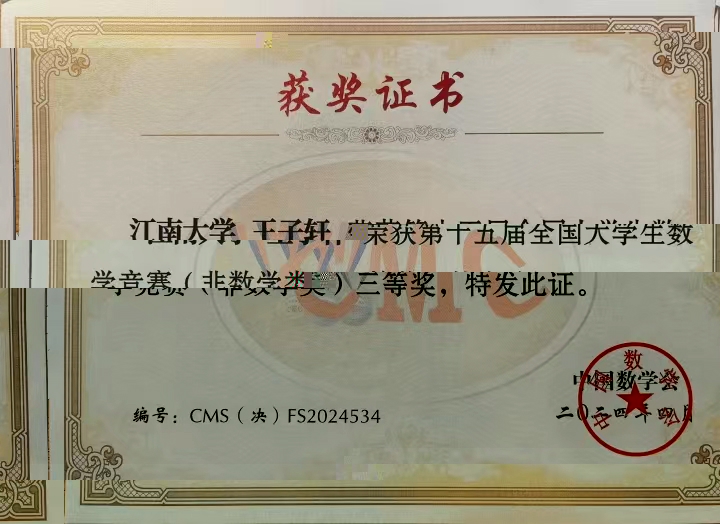 获奖证书
江南大学 王子轩 荣获第十五届全国大学生数
学竞赛（非数学类）三等奖，特发此证。
CMC
中国数学会
编号：CMS（决）FS2024534
二〇二四年四月